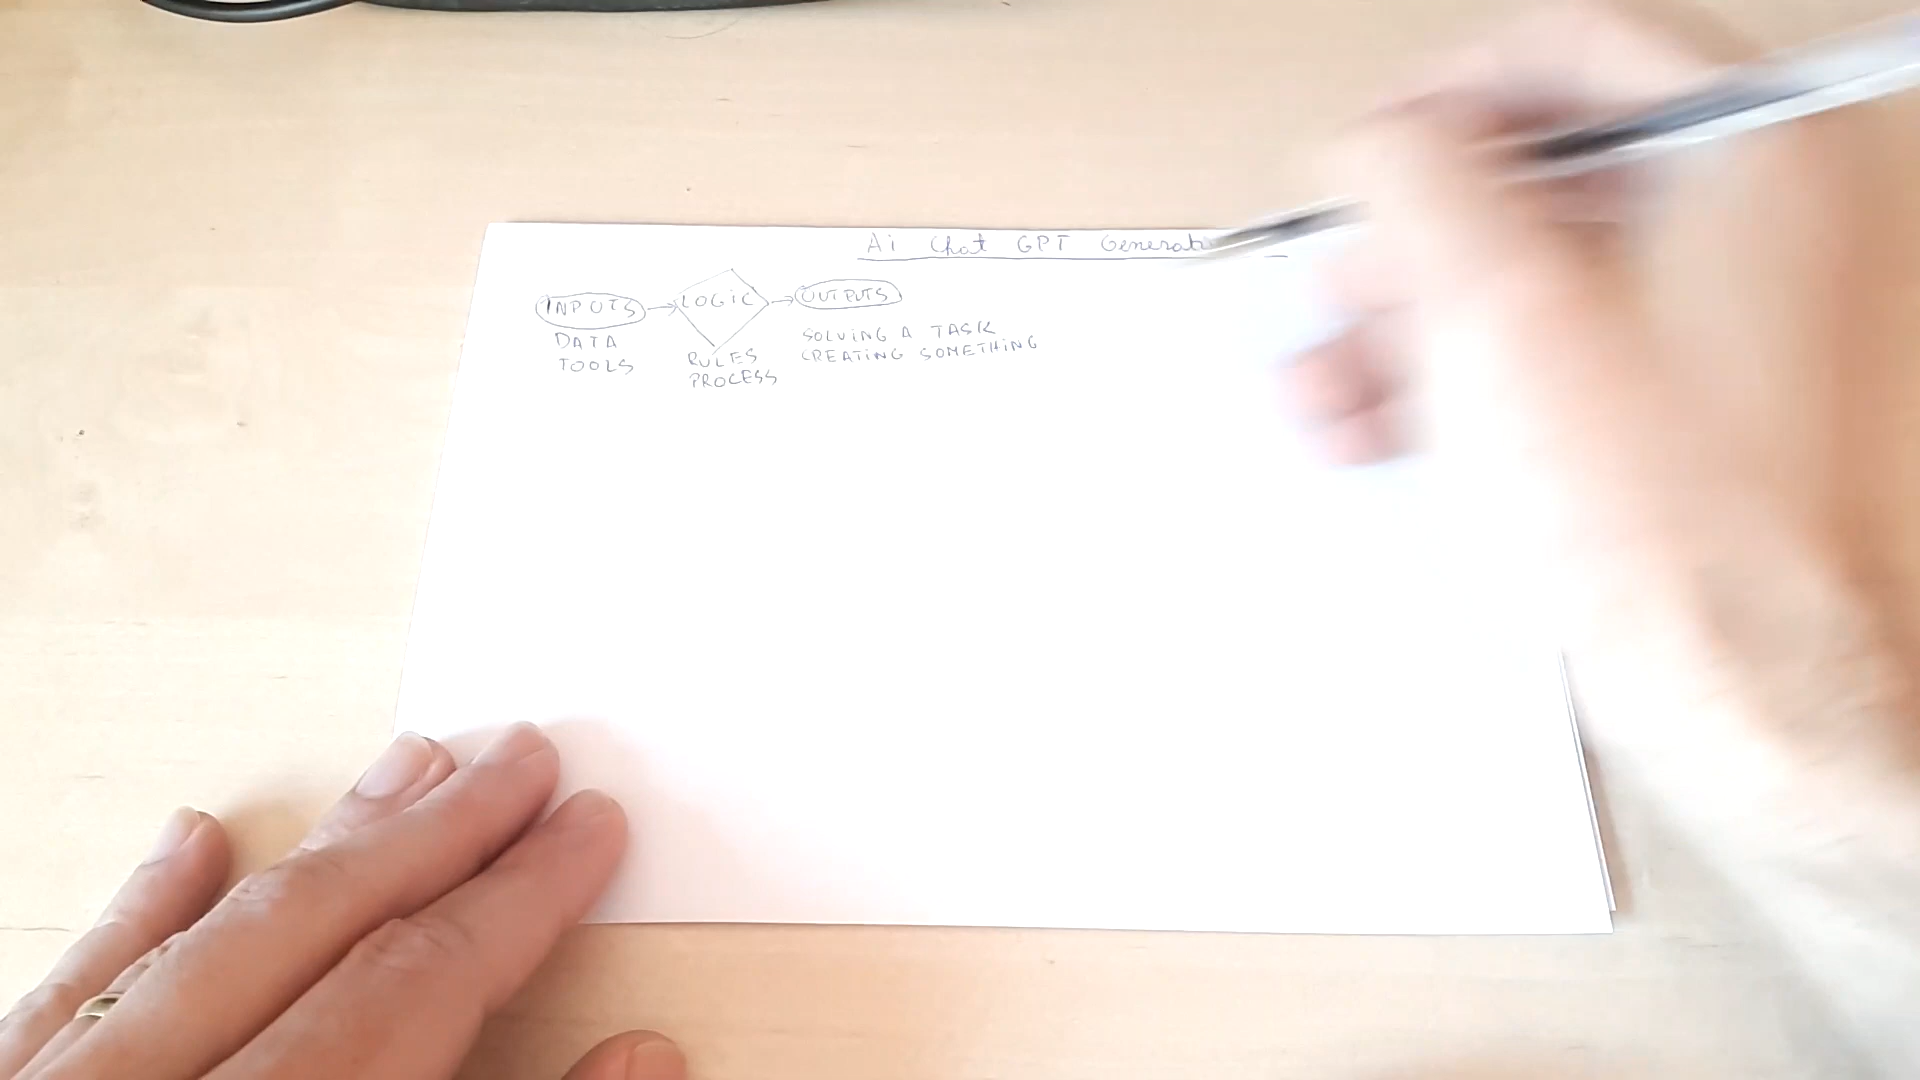 Ai Chat GPT
INPUTS → LOGIC → OUTPUTS
DATA
TOOLS
RULES
PROCESS
SOLVING A TASK
CREATING SOMETHING